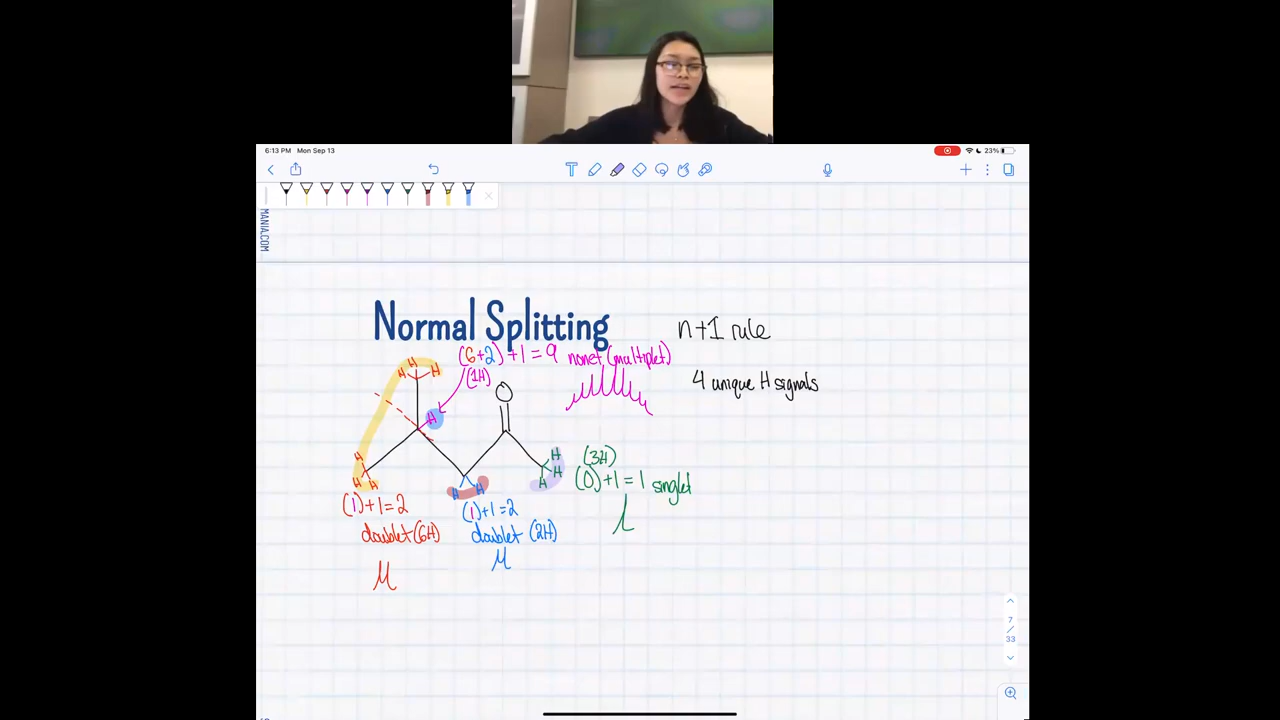 6:13 PM Mon Sep 13
23%
T
MANIA.COM
Normal Splitting
n+1 rule
(6+2)+1=9 nonet (multiplet)
(1H)
4 unique H signals
H
H H
H
O
H
H H
H H
H
H H
(3H)
(0)+1=1 singlet
(1)+1=2
doublet (6H)
(1)+1=2
doublet (2H)
7
/
33